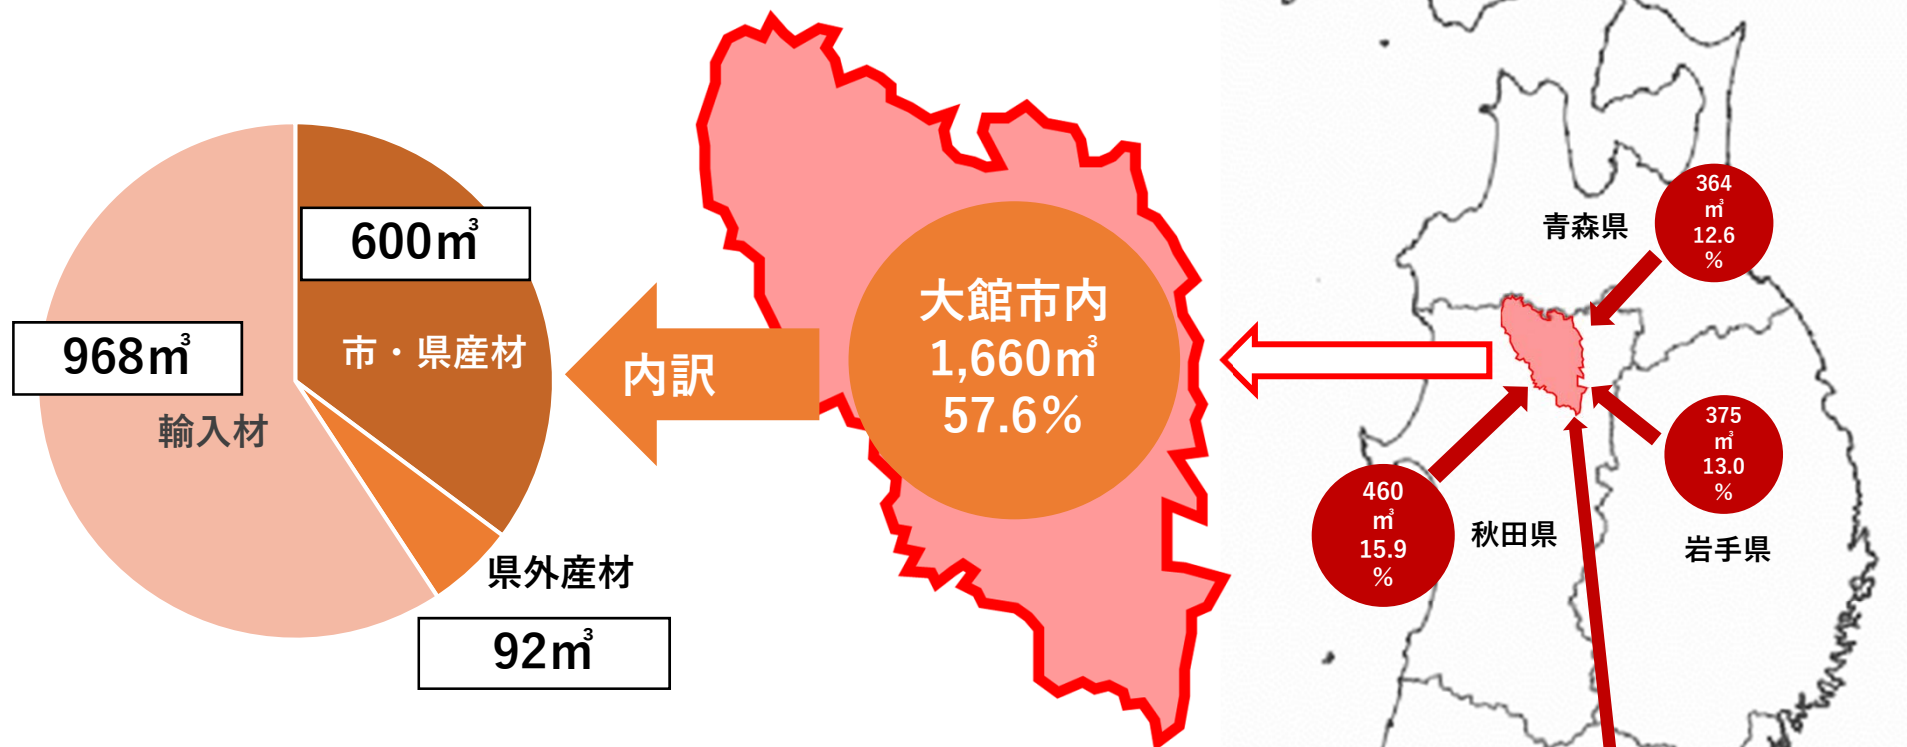 600㎥
968㎥
市・県産材
輸入材
県外産材
92㎥
内訳
大館市内
1,660㎥
57.6%
青森県
364
㎥
12.6
%
460
㎥
15.9
%
秋田県
375
㎥
13.0
%
岩手県